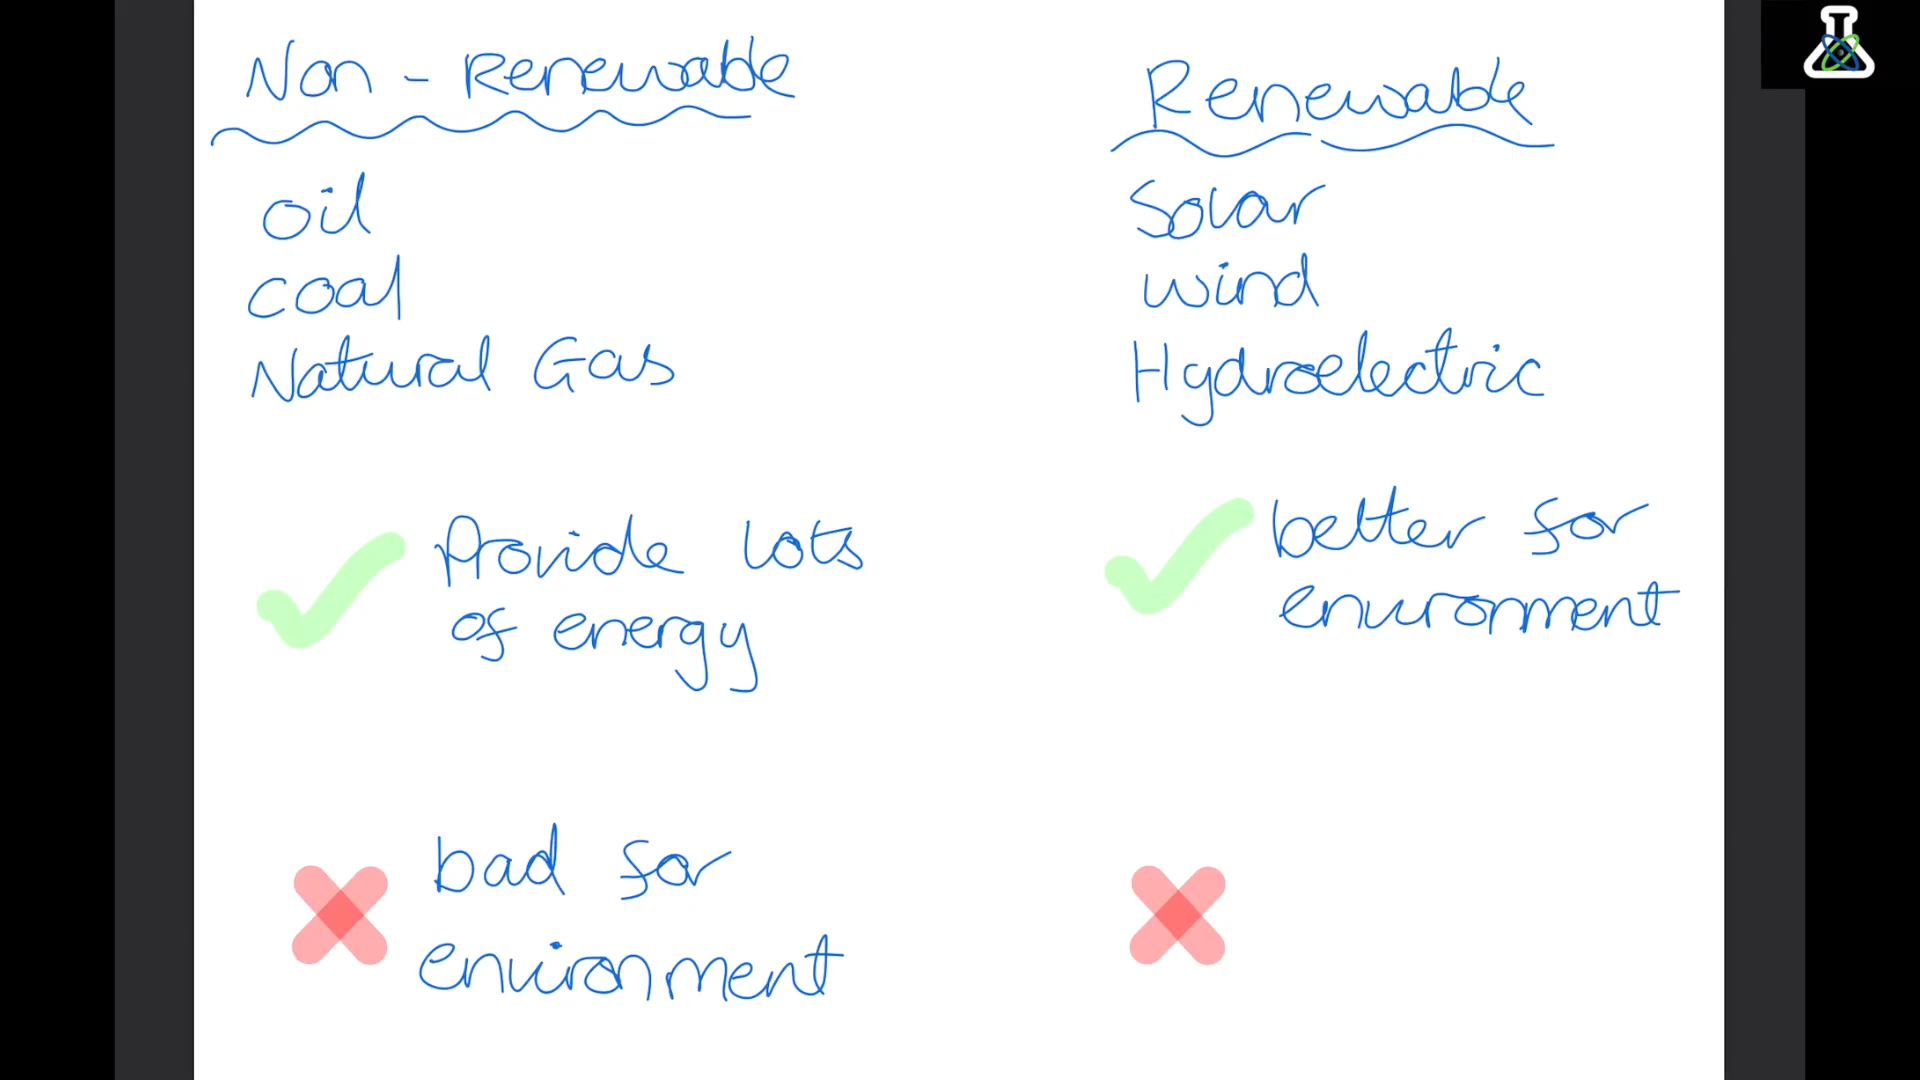 Non - Renewable
oil
coal
Natural Gas
Provide lots
of energy
bad for
environment
Renewable
Solar
wind
Hydroelectric
better for
environment